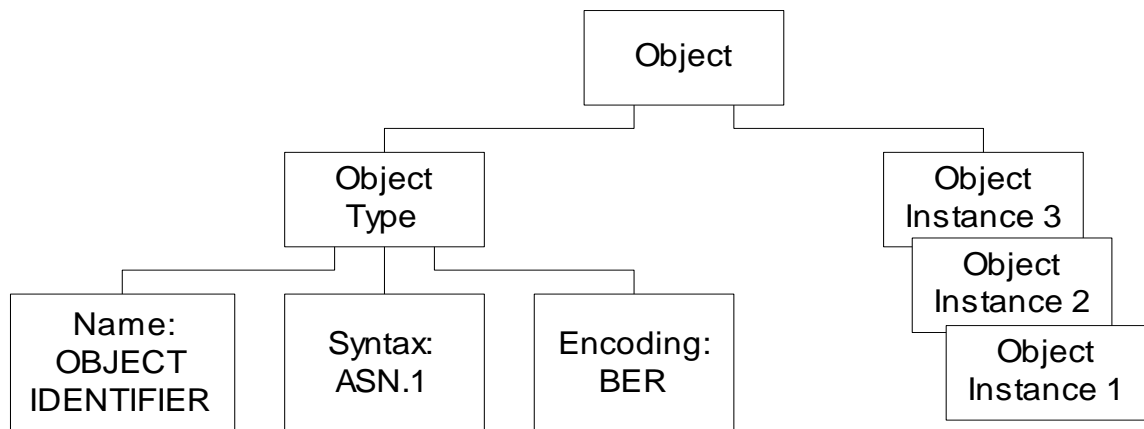 Object
Object
Type
Object
Instance 3
Object
Instance 2
Object
Instance 1
Name:
OBJECT
IDENTIFIER
Syntax:
ASN.1
Encoding:
BER